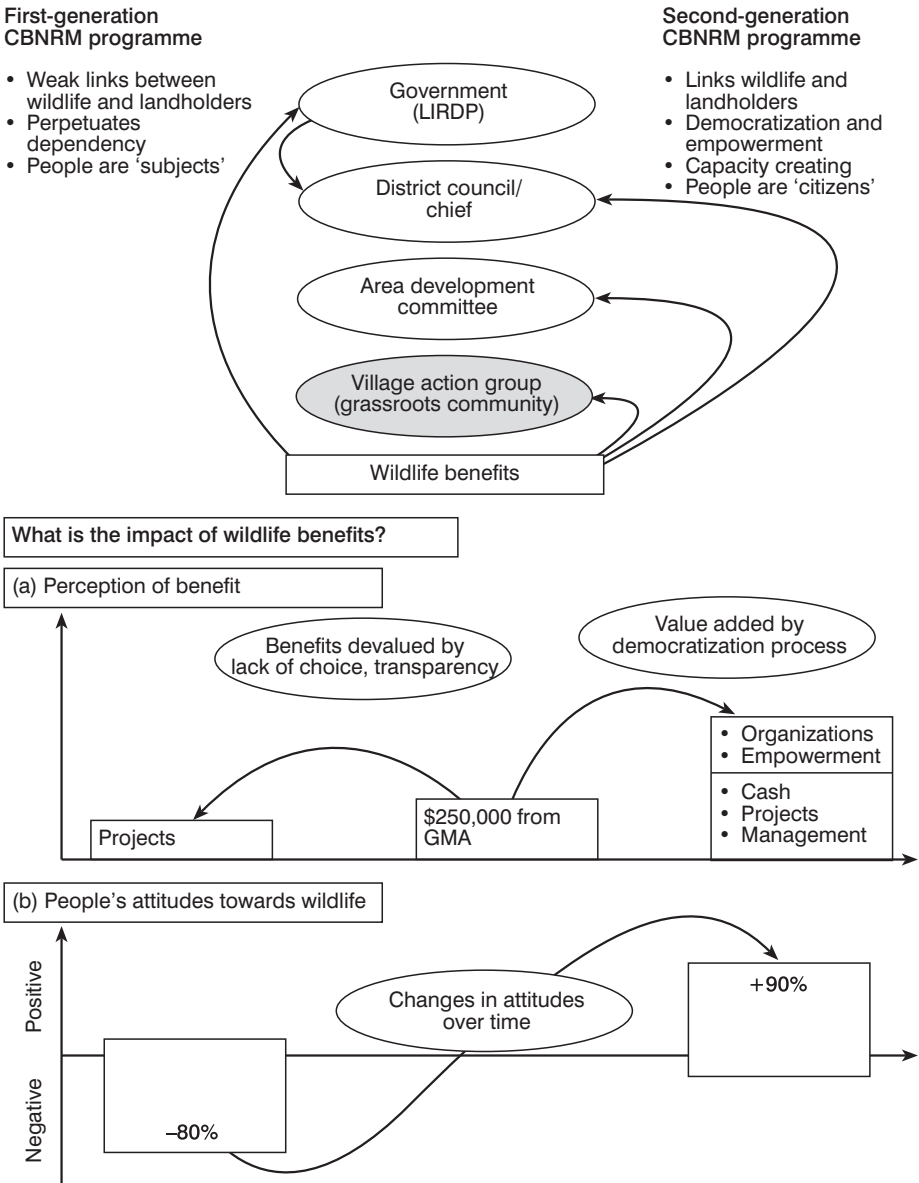 First-generation
CBNRM programme
• Weak links between
wildlife and landholders
• Perpetuates
dependency
• People are ‘subjects’
Second-generation
CBNRM programme
• Links wildlife and
landholders
• Democratization and
empowerment
• Capacity creating
• People are ‘citizens’
Government
(LIRDP)
District council/
chief
Area development
committee
Village action group
(grassroots community)
Wildlife benefits
What is the impact of wildlife benefits?
(a) Perception of benefit
Benefits devalued by
lack of choice, transparency
Value added by
democratization process
Projects
$250,000 from
GMA
• Organizations
• Empowerment
• Cash
• Projects
• Management
(b) People’s attitudes towards wildlife
Positive
Negative
–80%
Changes in attitudes
over time
+90%